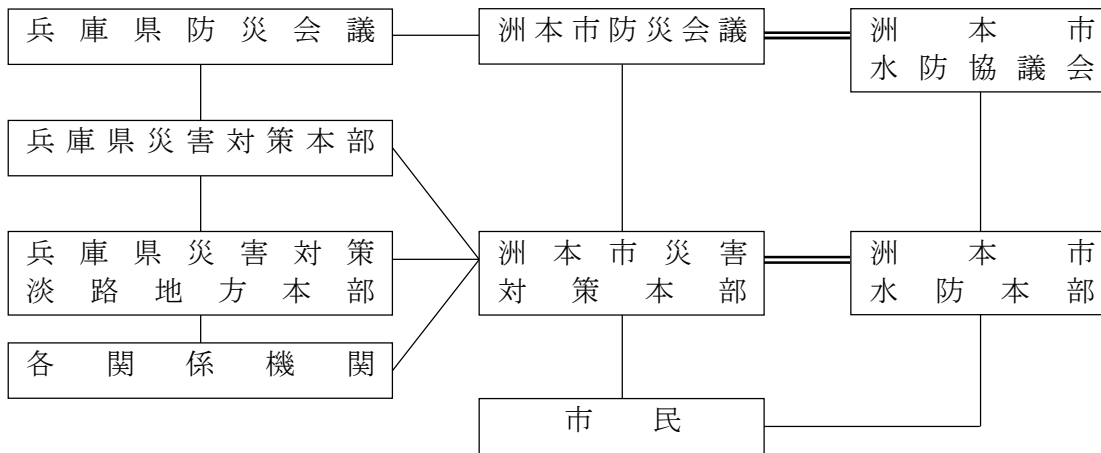 兵庫県防災会議
洲本市防災会議
洲本市
水防協議会
兵庫県災害対策本部
兵庫県災害対策
淡路地方本部
洲本市災害
対策本部
洲本市
水防本部
各関係機関
市民